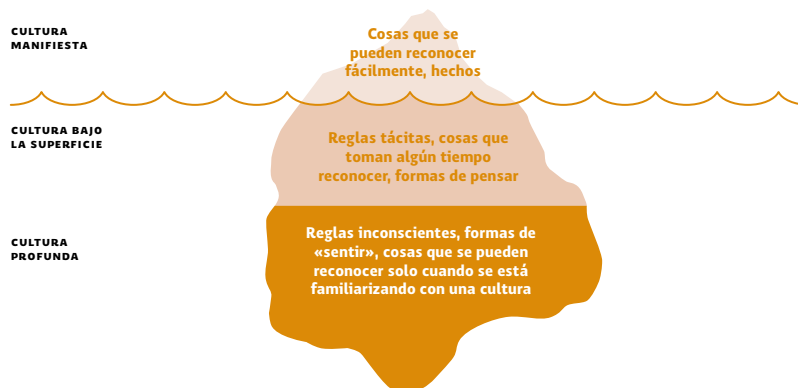 CULTURA
MANIFIESTA
Cosas que se
pueden reconocer
fácilmente, hechos
CULTURA BAJO
LA SUPERFICIE
Reglas tácitas, cosas que
toman algún tiempo
reconocer, formas de pensar
CULTURA
PROFUNDA
Reglas inconscientes, formas de
«sentir», cosas que se pueden
reconocer solo cuando se está
familiarizando con una cultura